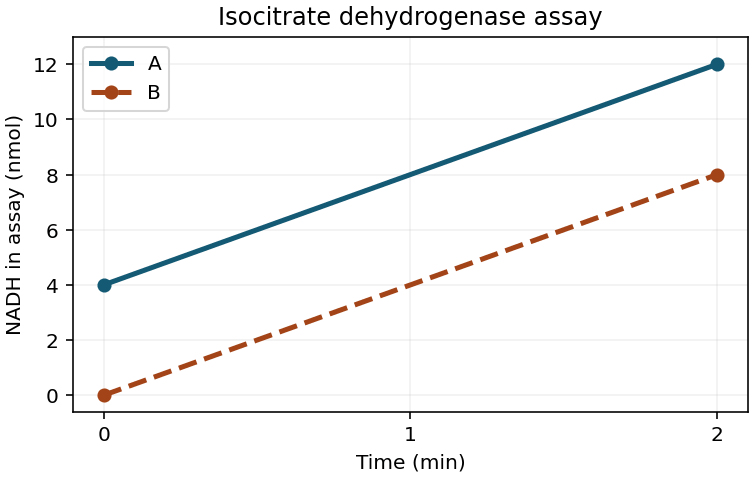 Isocitrate dehydrogenase assay
A
B
NADH in assay (nmol)
12
10
8
6
4
2
0
0 1 2
Time (min)